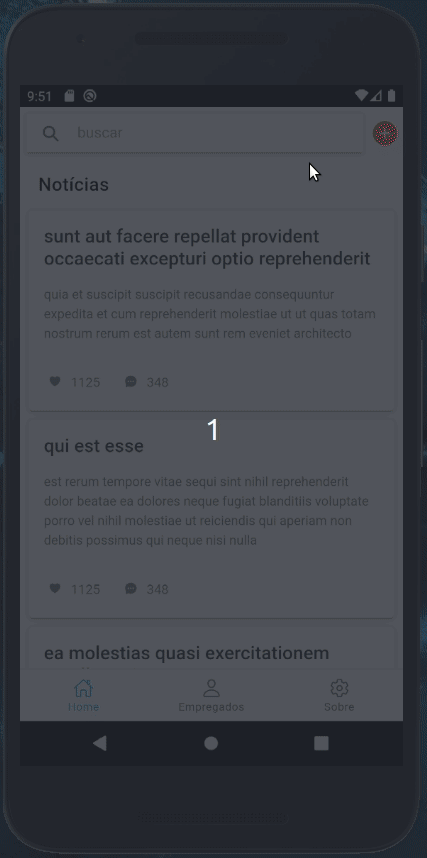 9:51
buscar
Notícias
sunt aut facere repellat provident
occaecati excepturi optio reprehenderit
quia et suscipit suscipit recusandae consequuntur
expedita et cum reprehenderit molestiae ut ut quas totam
nostrum rerum est autem sunt rem eveniet architecto
1125 348
1
qui est esse
est rerum tempore vitae sequi sint nihil reprehenderit
dolor beatae ea dolores neque fugiat blanditiis voluptate
porro vel nihil molestiae ut reiciendis qui aperiam non
debitis possimus qui neque nisi nulla
1125 348
ea molestias quasi exercitationem
Home Empregados Sobre